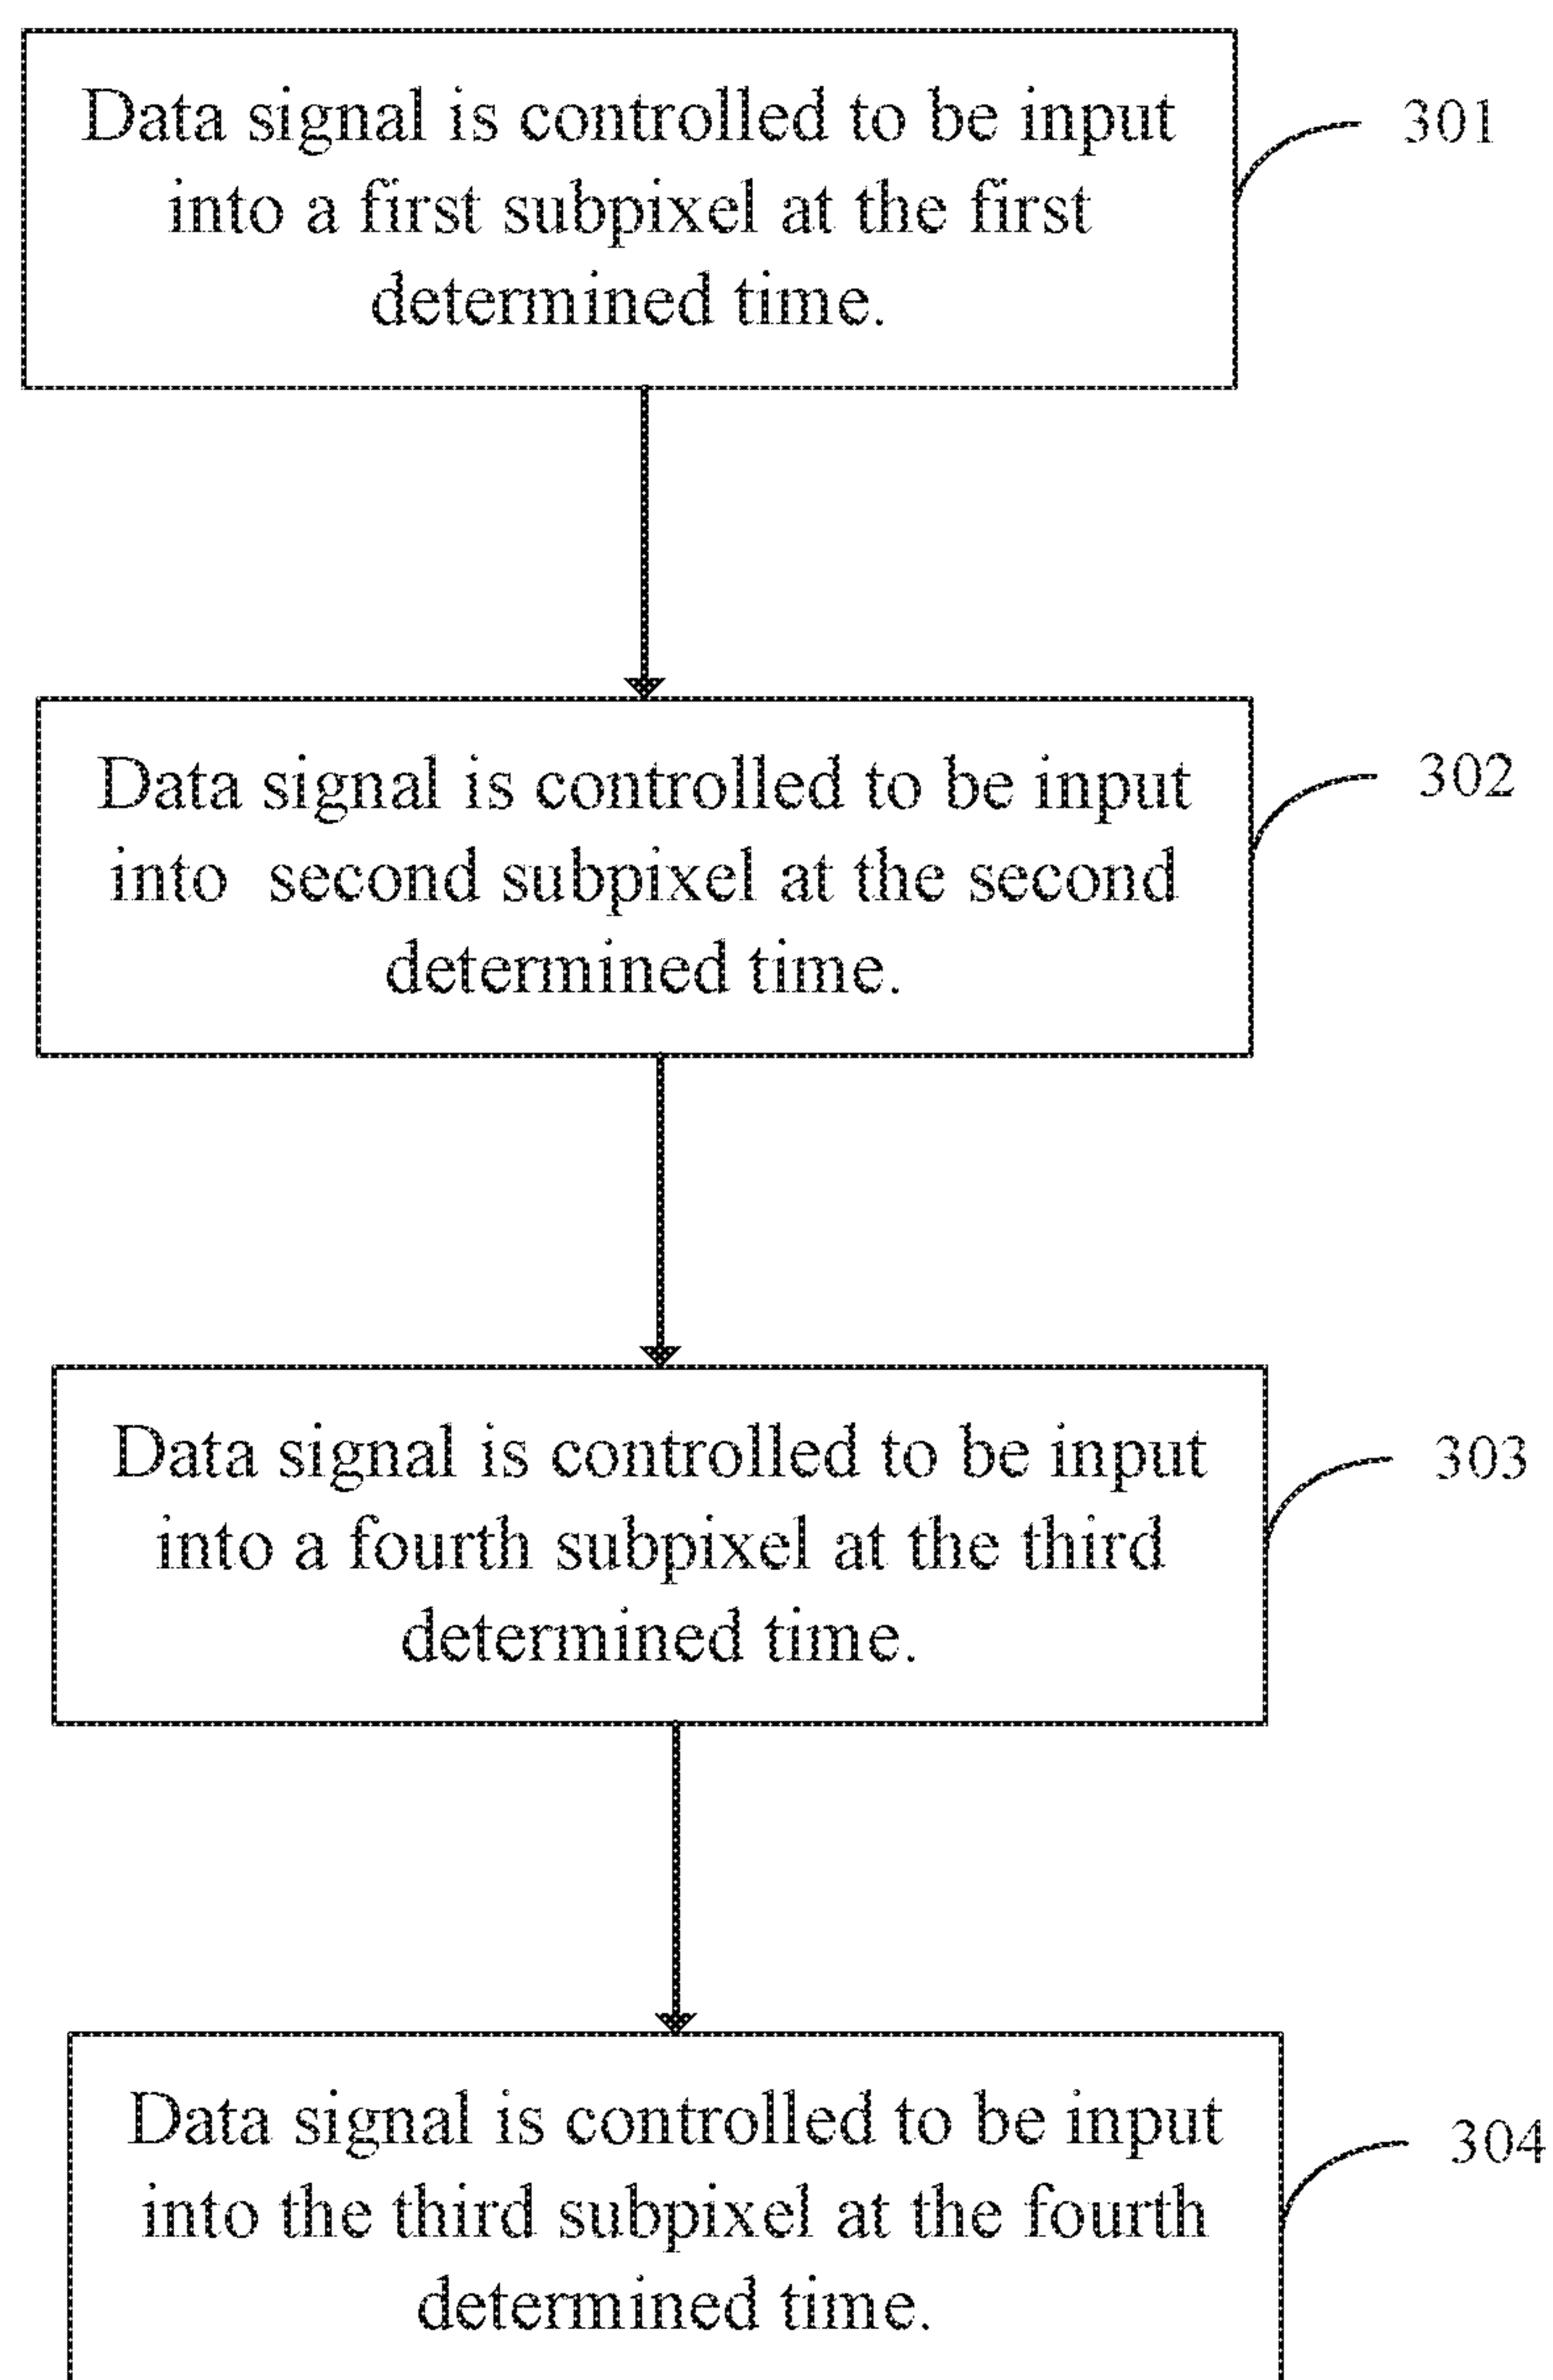 Data signal is controlled to be input
301
into a first subpixel at the first
determined time.
Data signal is controlled to be input
302
into second subpixel at the second
determined time.
Data signal is controlled to be input
303
into a fourth subpixel at the third
determined time.
Data signal is controlled to be input
304
into the third subpixel at the fourth
determined time.